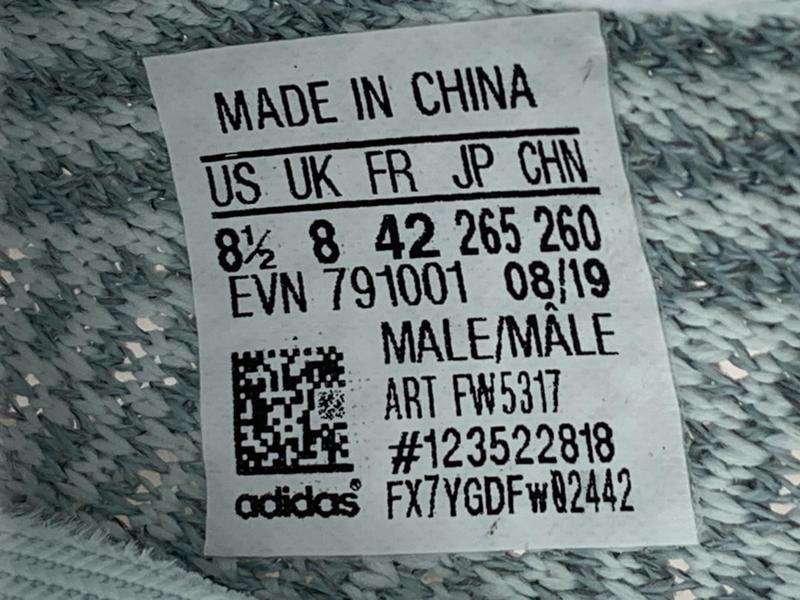 MADE IN CHINA
US UK FR JP CHN
8½ 8 42 265 260
EVN 791001 08/19
MALE/MÂLE
ART FW5317
#123522818
FX7YGDFwQ2442
adidas®